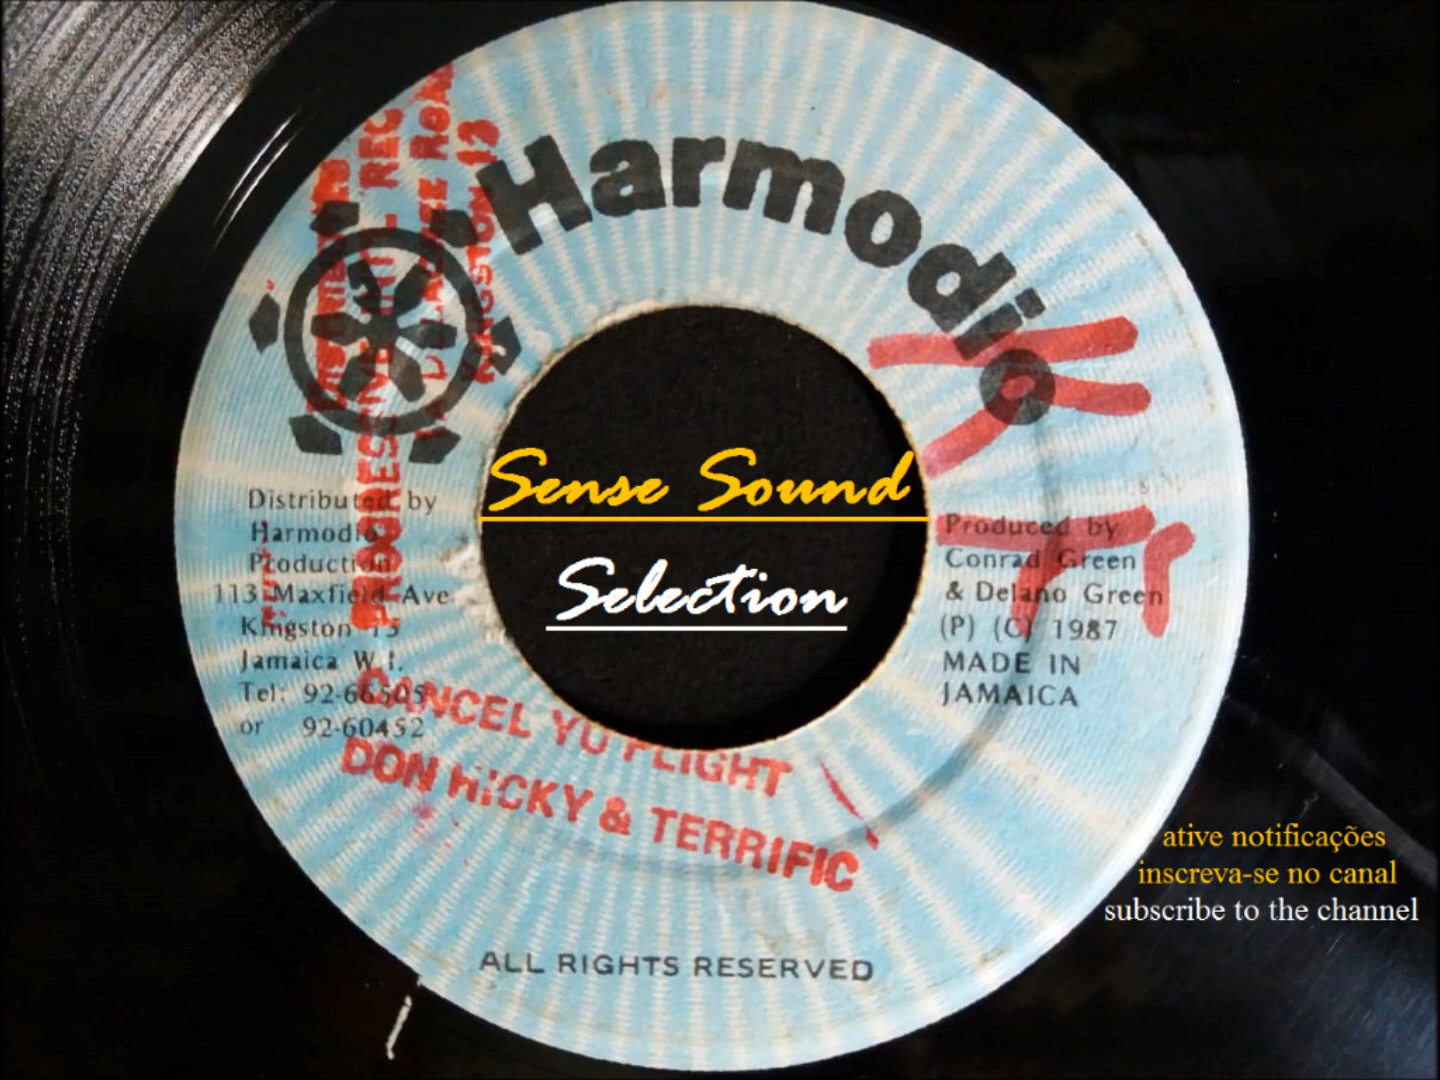 Harmodio
Distributed by
Harmodio
Production
113 Maxfield Ave
Kingston 13
Jamaica W.I.
Tel: 92-66505
or 92-60452
Sense Sound
Selection
Produced by
Conrad Green
& Delano Green
(P) (C) 1987
MADE IN
JAMAICA
CANCEL YU FLIGHT
DON HICKY & TERRIFIC
ALL RIGHTS RESERVED
KINGSTON 13
ative notificações
inscreva-se no canal
subscribe to the channel